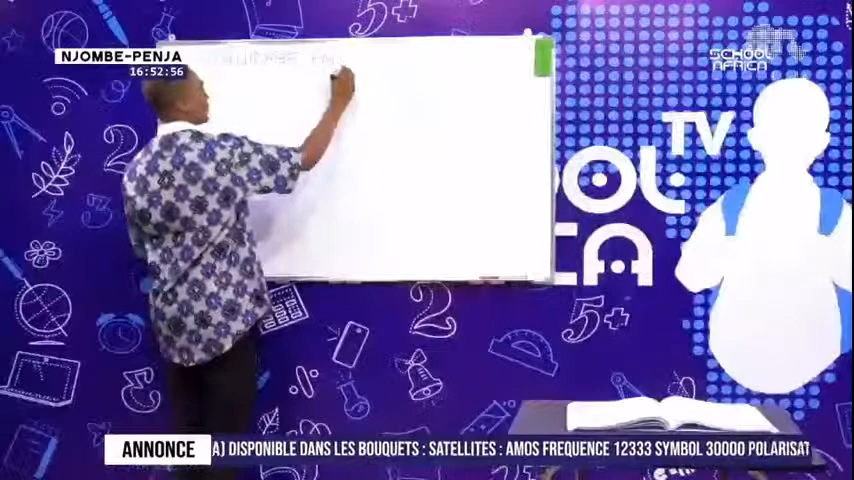 NJOMBE-PENJA
16:52:56
SCHOOL
AFRICA
TV
ANNONCE
A) DISPONIBLE DANS LES BOUQUETS : SATELLITES : AMOS FREQUENCE 12333 SYMBOL 30000 POLARISAT